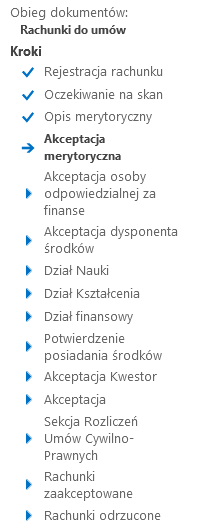 Obieg dokumentów:
Rachunki do umów
Kroki
Rejestracja rachunku
Oczekiwanie na skan
Opis merytoryczny
Akceptacja
merytoryczna
Akceptacja osoby
odpowiedzialnej za
finanse
Akceptacja dysponenta
środków
Dział Nauki
Dział Kształcenia
Dział finansowy
Potwierdzenie
posiadania środków
Akceptacja Kwestor
Akceptacja
Sekcja Rozliczeń
Umów Cywilno-
Prawnych
Rachunki
zaakceptowane
Rachunki odrzucone